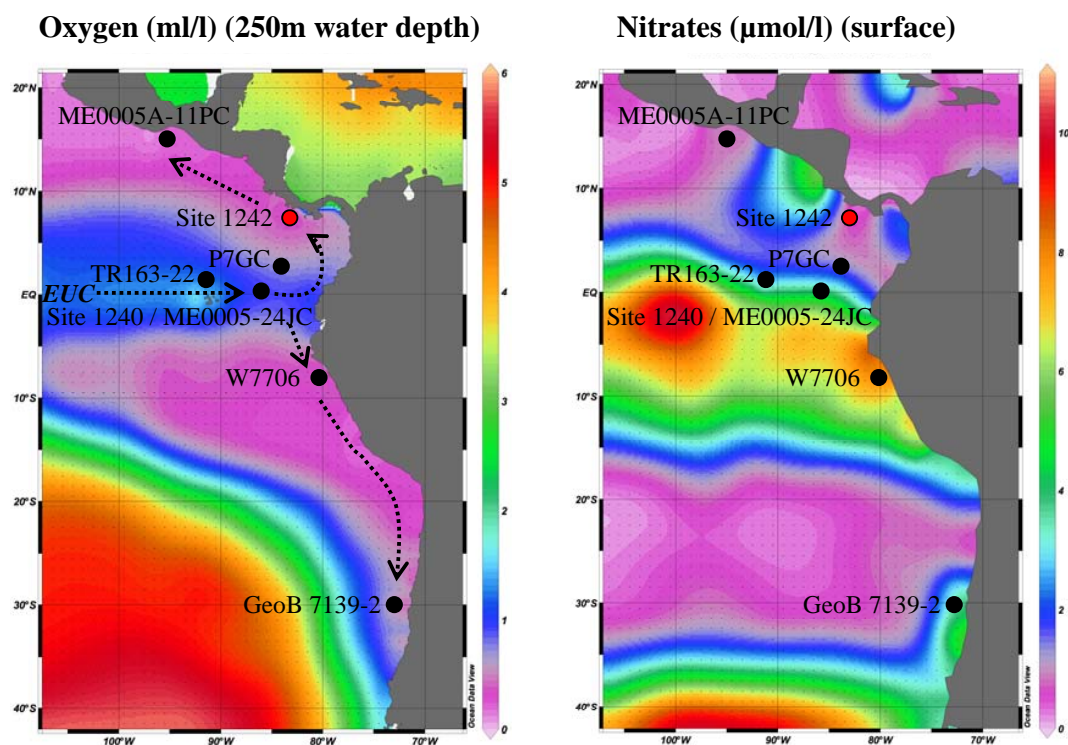 Oxygen (ml/l) (250m water depth)
20°N
10°N
EQ
10°S
20°S
30°S
40°S
100°W
90°W
80°W
70°W
ME0005A-11PC
Site 1242
P7GC
TR163-22
EUC
Site 1240 / ME0005-24JC
W7706
GeoB 7139-2
Ocean Data View
6
5
4
3
2
1
0
Nitrates (µmol/l) (surface)
20°N
10°N
EQ
10°S
20°S
30°S
40°S
100°W
90°W
80°W
70°W
ME0005A-11PC
Site 1242
P7GC
TR163-22
Site 1240 / ME0005-24JC
W7706
GeoB 7139-2
Ocean Data View
10
8
6
4
2
0